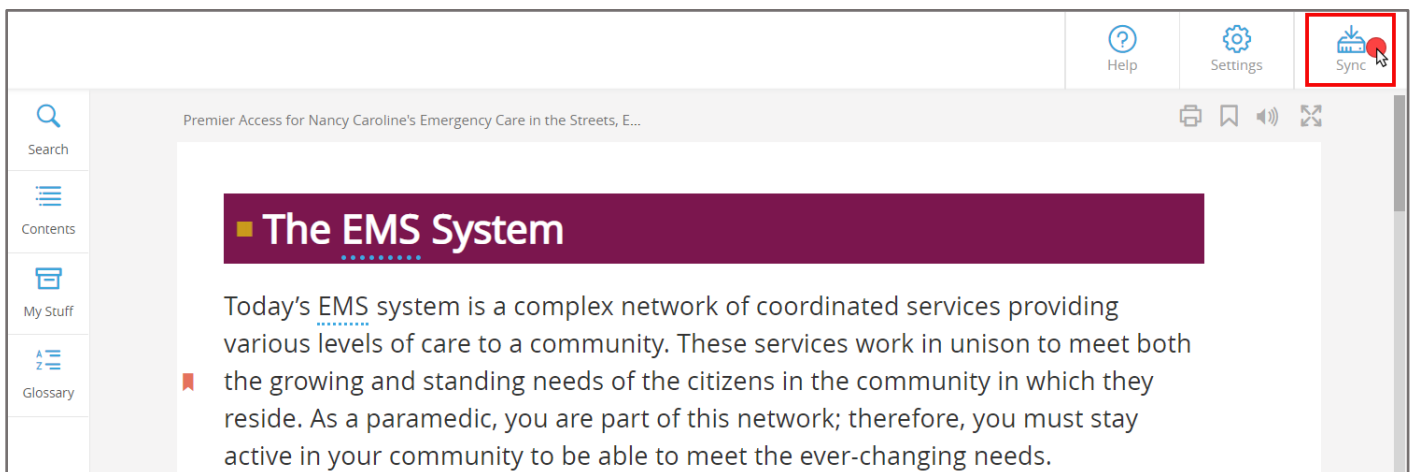 Help
Settings
Sync
Search
Contents
My Stuff
A
Z
Glossary
Premier Access for Nancy Caroline's Emergency Care in the Streets, E...
The EMS System
Today's EMS system is a complex network of coordinated services providing
various levels of care to a community. These services work in unison to meet both
the growing and standing needs of the citizens in the community in which they
reside. As a paramedic, you are part of this network; therefore, you must stay
active in your community to be able to meet the ever-changing needs.